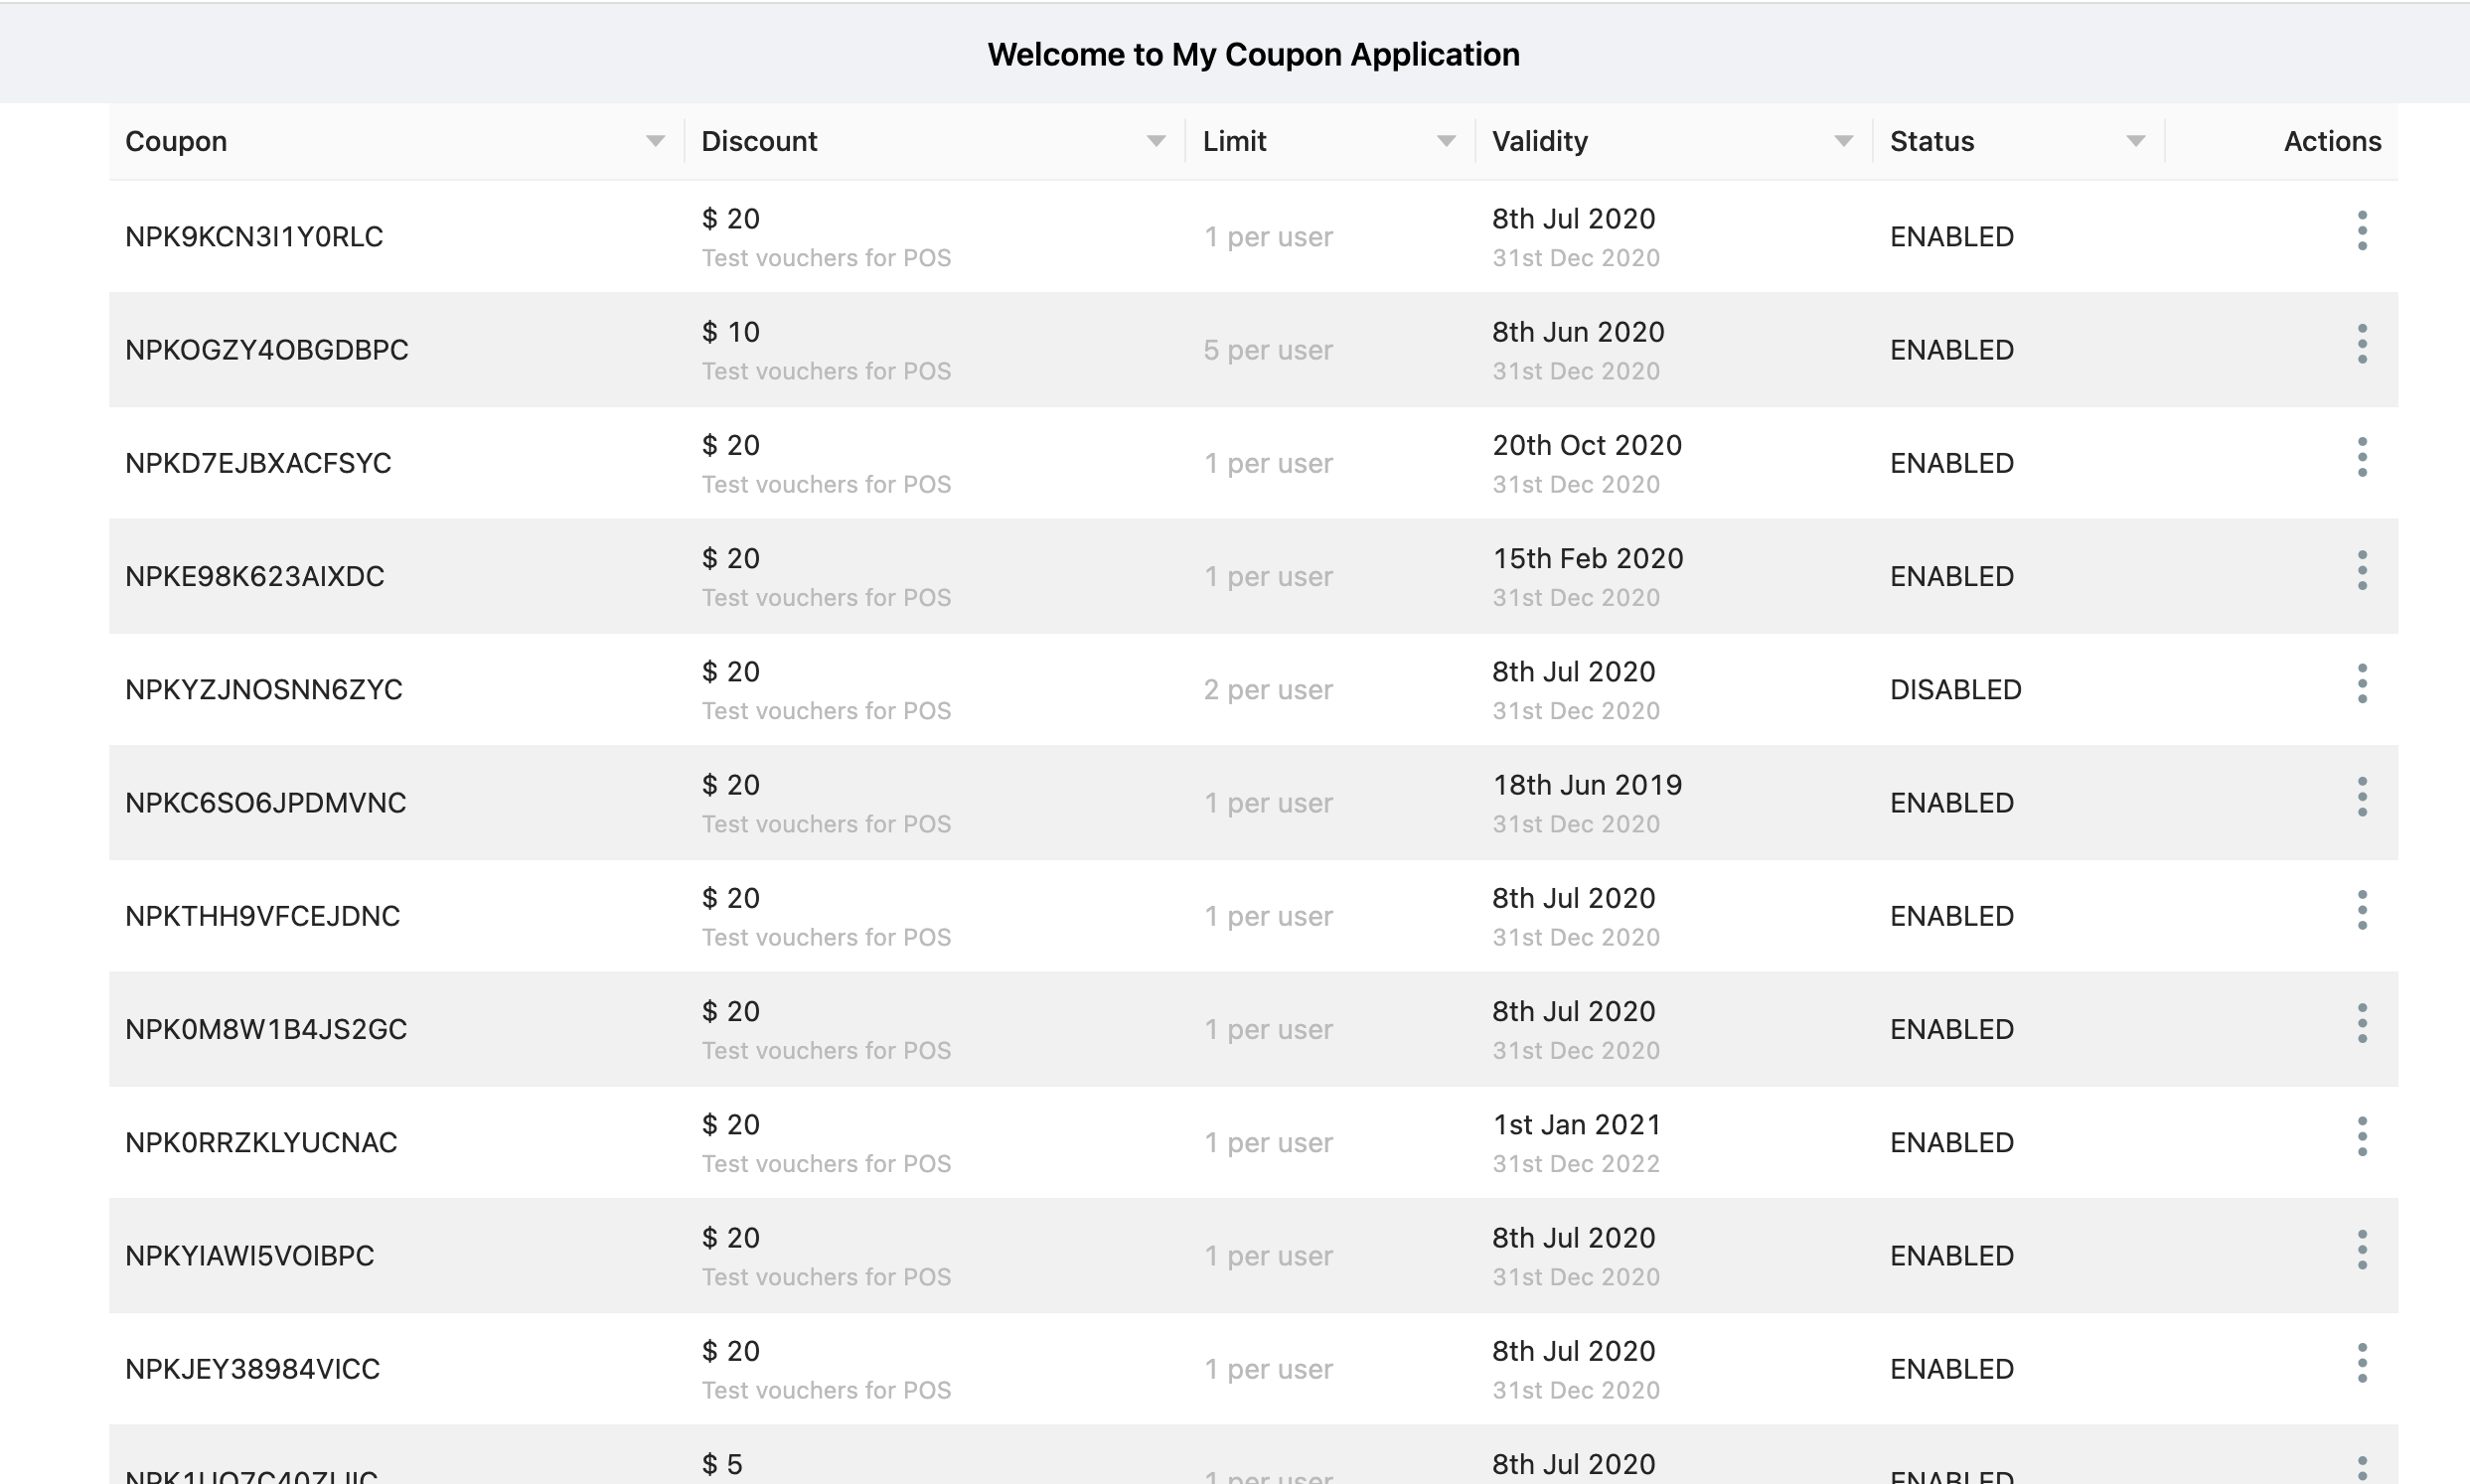 Welcome to My Coupon Application
Coupon Discount Limit Validity Status Actions
NPK9KCN3I1Y0RLC $ 20 Test vouchers for POS 1 per user 8th Jul 2020 31st Dec 2020 ENABLED
NPKOGZY4OBGDBPC $ 10 Test vouchers for POS 5 per user 8th Jun 2020 31st Dec 2020 ENABLED
NPKD7EJBXACFSYC $ 20 Test vouchers for POS 1 per user 20th Oct 2020 31st Dec 2020 ENABLED
NPKE98K623AIXDC $ 20 Test vouchers for POS 1 per user 15th Feb 2020 31st Dec 2020 ENABLED
NPKYZJNOSNN6ZYC $ 20 Test vouchers for POS 2 per user 8th Jul 2020 31st Dec 2020 DISABLED
NPKC6SO6JPDMVNC $ 20 Test vouchers for POS 1 per user 18th Jun 2019 31st Dec 2020 ENABLED
NPKTHH9VFCEJDNC $ 20 Test vouchers for POS 1 per user 8th Jul 2020 31st Dec 2020 ENABLED
NPK0M8W1B4JS2GC $ 20 Test vouchers for POS 1 per user 8th Jul 2020 31st Dec 2020 ENABLED
NPK0RRZKLYUCNAC $ 20 Test vouchers for POS 1 per user 1st Jan 2021 31st Dec 2022 ENABLED
NPKYIAWI5VOIBPC $ 20 Test vouchers for POS 1 per user 8th Jul 2020 31st Dec 2020 ENABLED
NPKJEY38984VICC $ 20 Test vouchers for POS 1 per user 8th Jul 2020 31st Dec 2020 ENABLED
$ 5 1 per user 8th Jul 2020 ENABLED